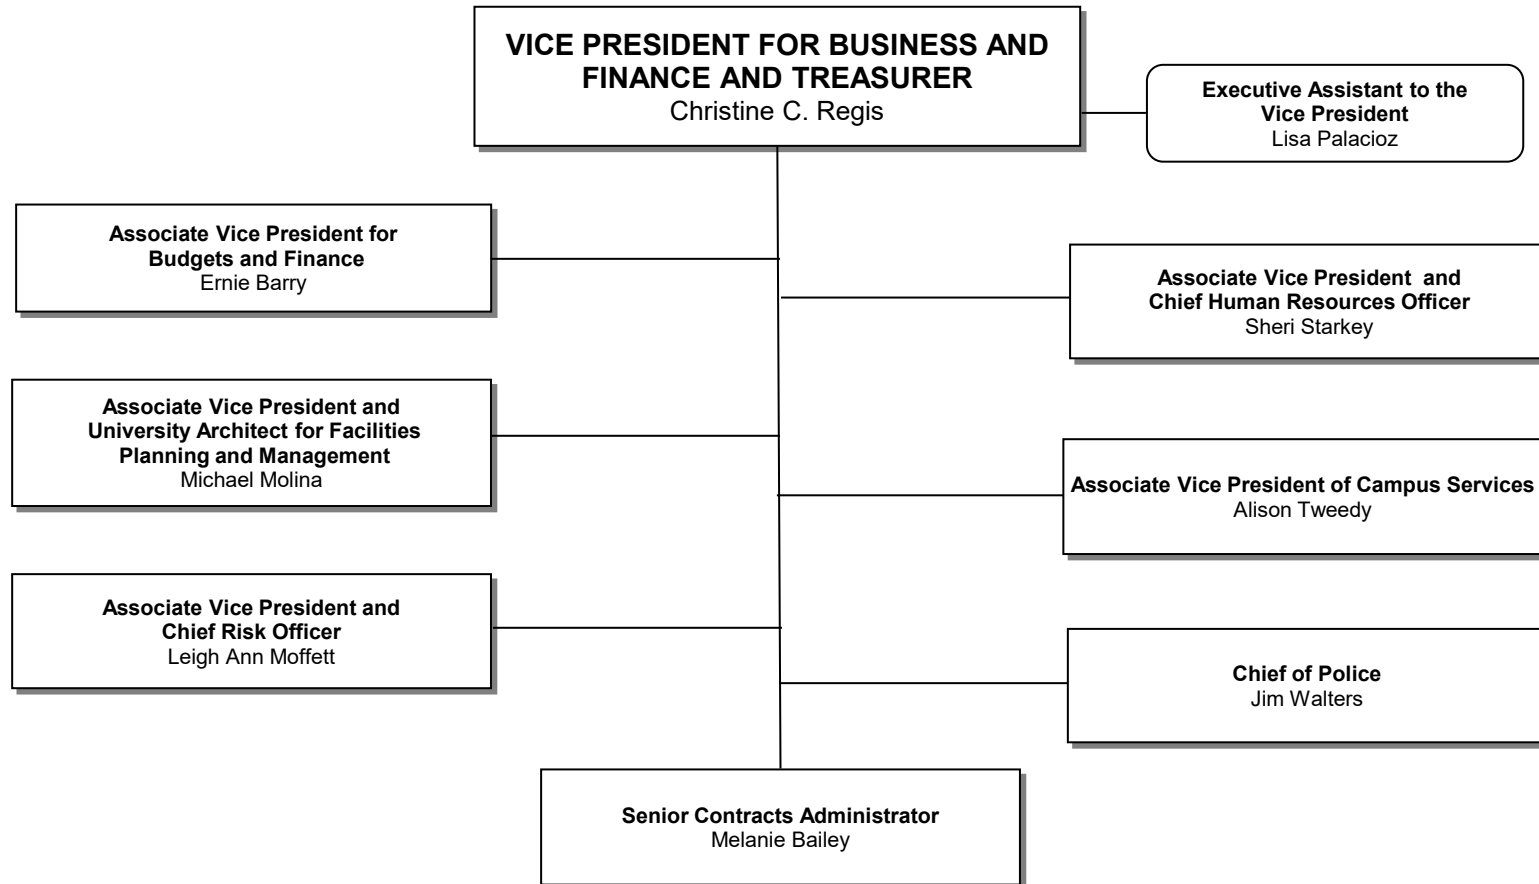 VICE PRESIDENT FOR BUSINESS AND
FINANCE AND TREASURER
Christine C. Regis
Executive Assistant to the
Vice President
Lisa Palacioz
Associate Vice President for
Budgets and Finance
Ernie Barry
Associate Vice President and
Chief Human Resources Officer
Sheri Starkey
Associate Vice President and
University Architect for Facilities
Planning and Management
Michael Molina
Associate Vice President of Campus Services
Alison Tweedy
Associate Vice President and
Chief Risk Officer
Leigh Ann Moffett
Chief of Police
Jim Walters
Senior Contracts Administrator
Melanie Bailey